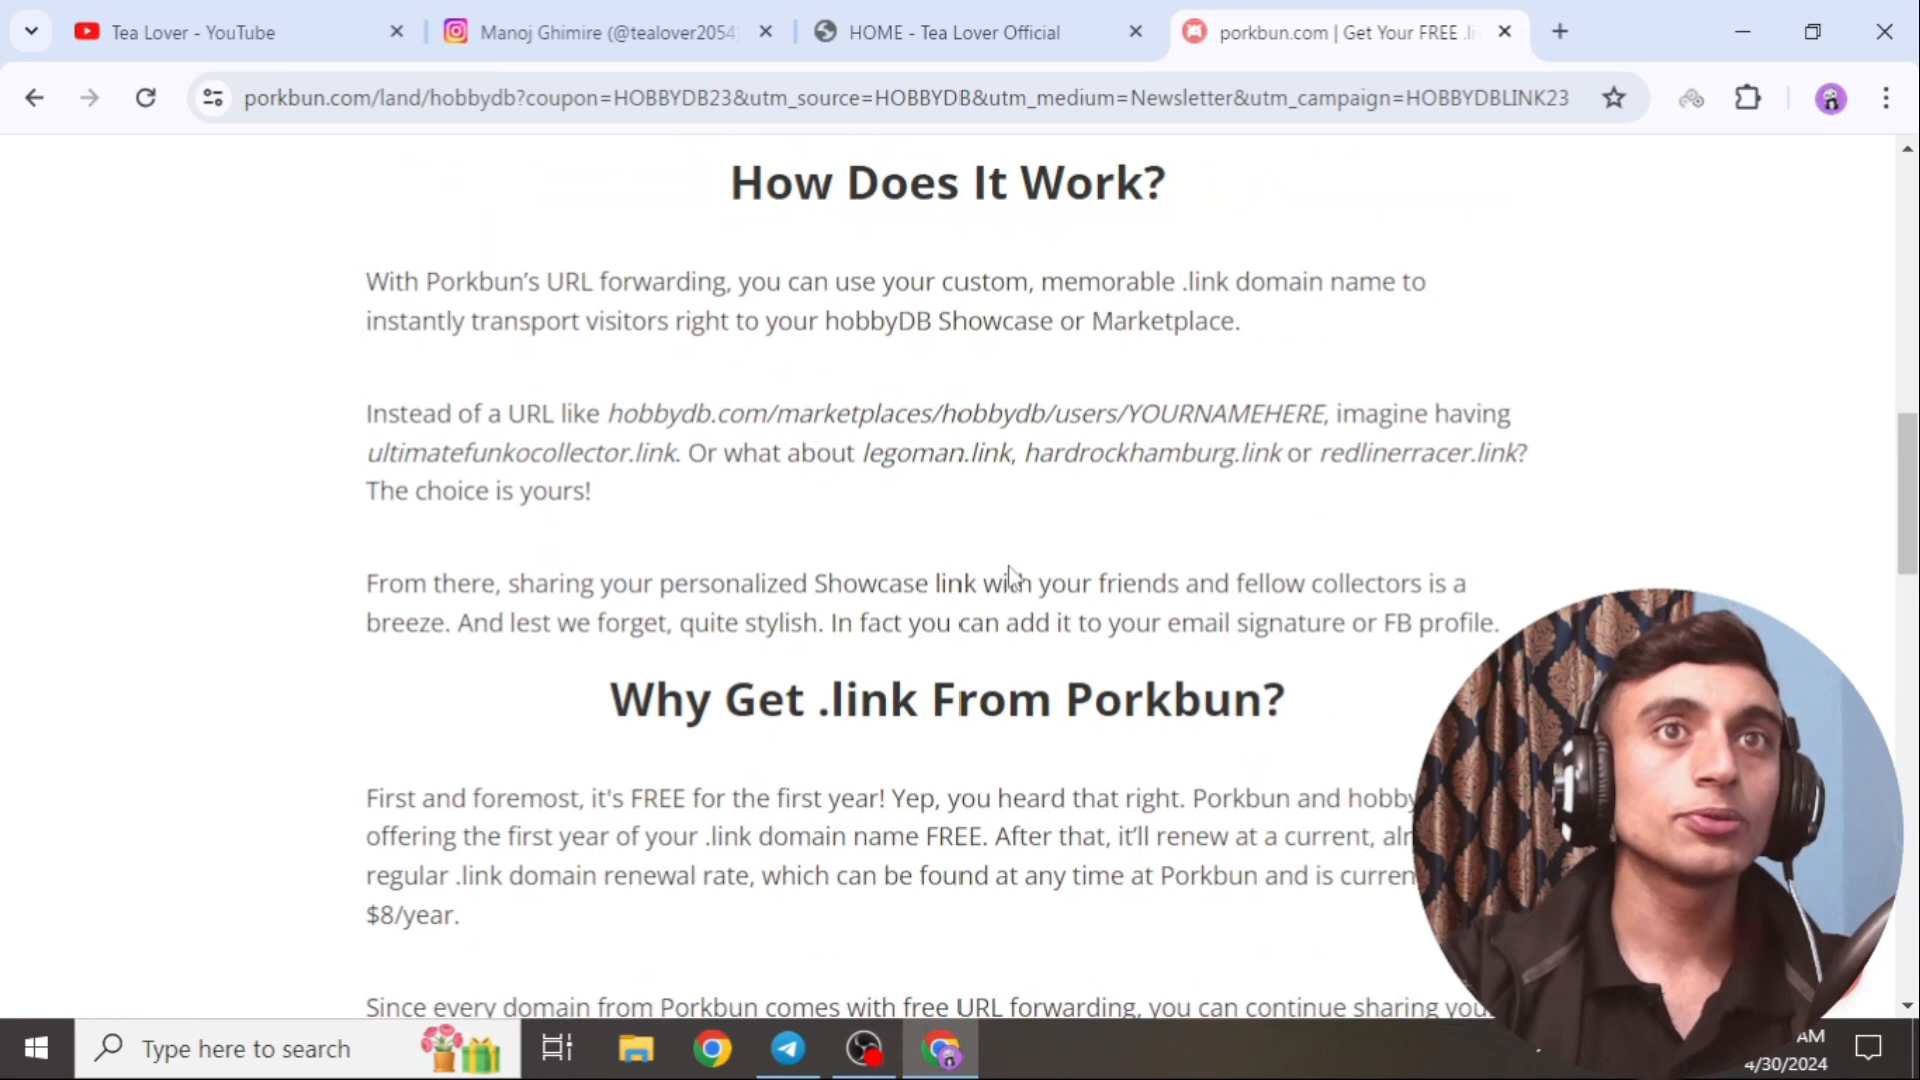 Tea Lover - YouTube
Manoj Ghimire (@tealover2054
HOME - Tea Lover Official
porkbun.com | Get Your FREE .li
porkbun.com/land/hobbydb?coupon=HOBBYDB23&utm_source=HOBBYDB&utm_medium=Newsletter&utm_campaign=HOBBYDBLINK23
How Does It Work?
With Porkbun’s URL forwarding, you can use your custom, memorable .link domain name to
instantly transport visitors right to your hobbyDB Showcase or Marketplace.
Instead of a URL like hobbydb.com/marketplaces/hobbydb/users/YOURNAMEHERE, imagine having
ultimatefunkocollector.link. Or what about legoman.link, hardrockhamburg.link or redlinerracer.link?
The choice is yours!
From there, sharing your personalized Showcase link with your friends and fellow collectors is a
breeze. And lest we forget, quite stylish. In fact you can add it to your email signature or FB profile.
Why Get .link From Porkbun?
First and foremost, it's FREE for the first year! Yep, you heard that right. Porkbun and hobby
offering the first year of your .link domain name FREE. After that, it’ll renew at a current,
regular .link domain renewal rate, which can be found at any time at Porkbun and is
$8/year.
Since every domain from Porkbun comes with free URL forwarding, you can continue sharing
Type here to search
AM
4/30/2024